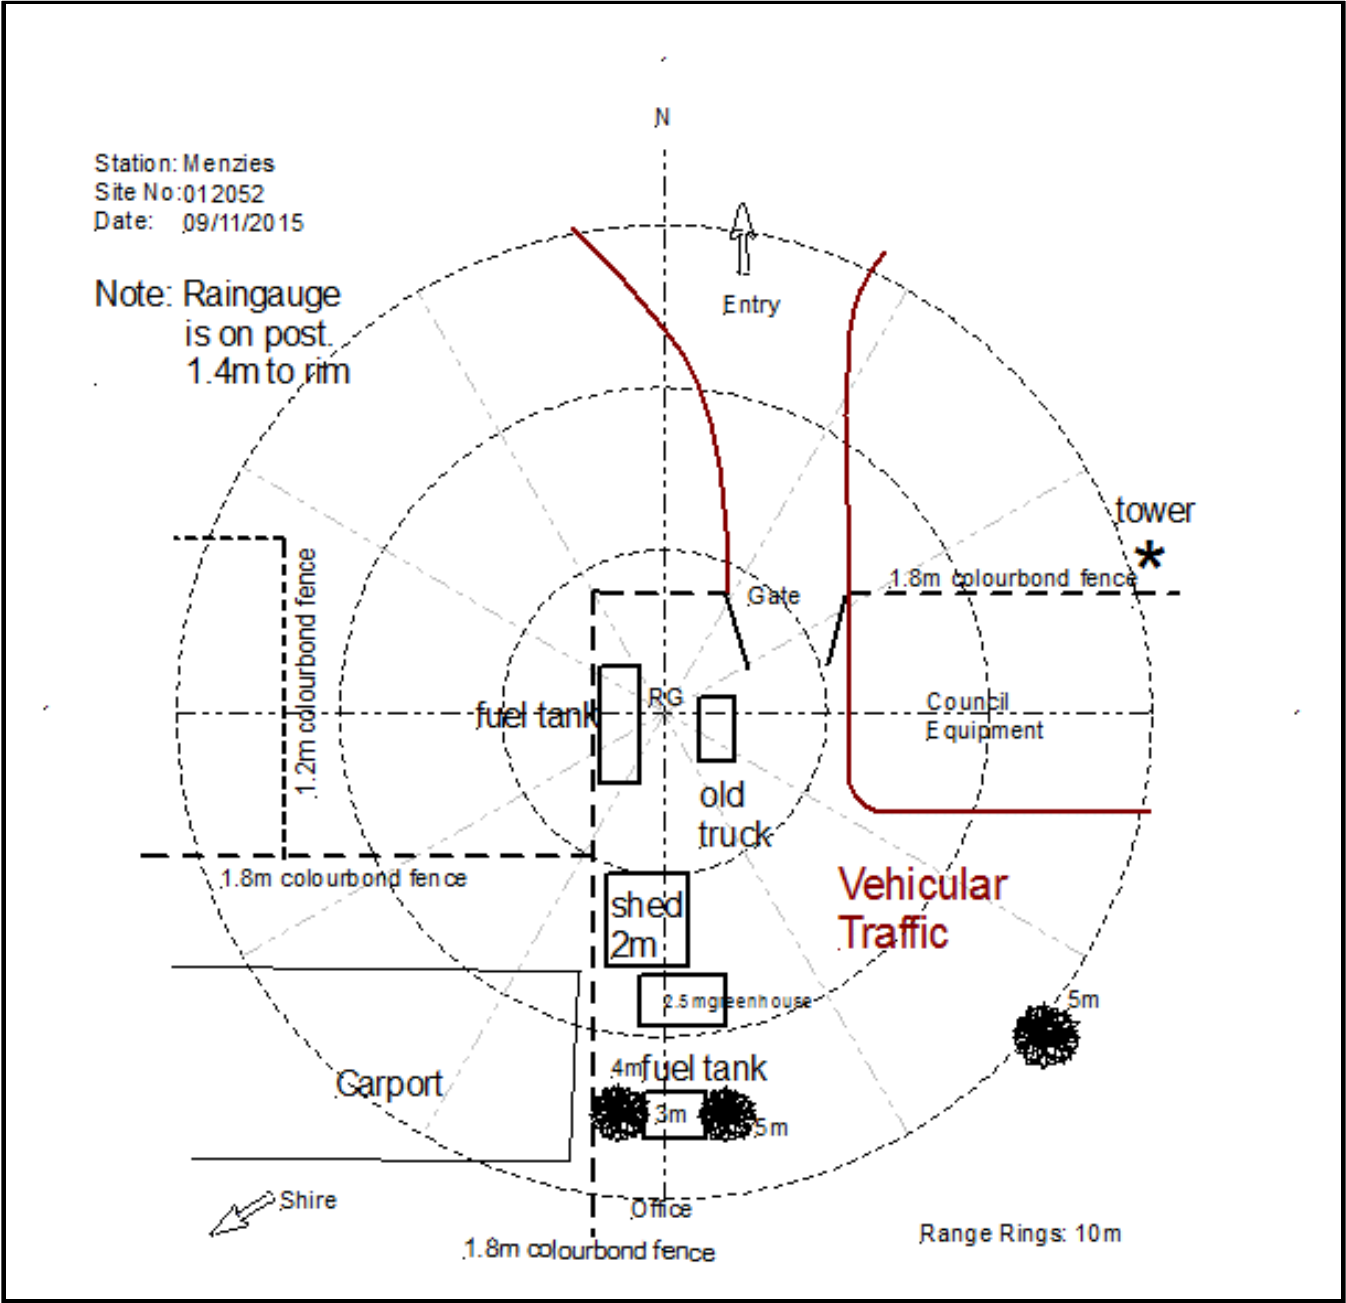 N
Station: Menzies
Site No:012052
Date: 09/11/2015
Note: Raingauge
is on post.
1.4m to rim
Entry
tower
*
1.8m colourbond fence
Gate
1.2m colourbond fence
RG
fuel tank
Council
Equipment
old
truck
1.8m colourbond fence
shed
2m
Vehicular
Traffic
2.5mgreenhouse
5m
4m
fuel tank
Carport
3m
5m
Shire
Office
1.8m colourbond fence
Range Rings: 10m